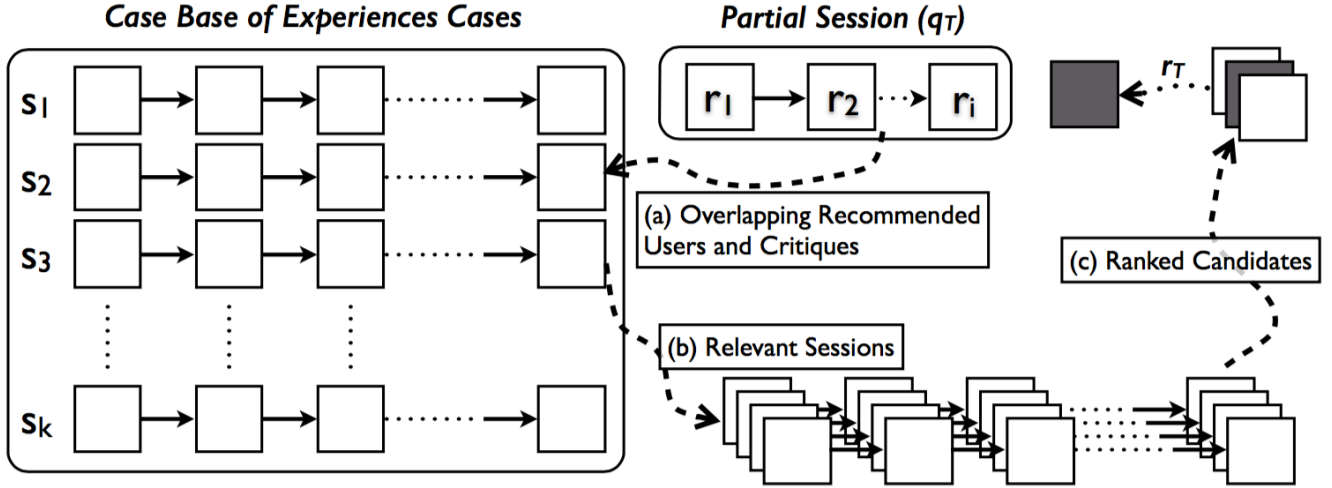 Case Base of Experiences Cases
Partial Session (qT)
s1
s2
s3
sk
r1
r2
ri
rT
(a) Overlapping Recommended
Users and Critiques
(b) Relevant Sessions
(c) Ranked Candidates